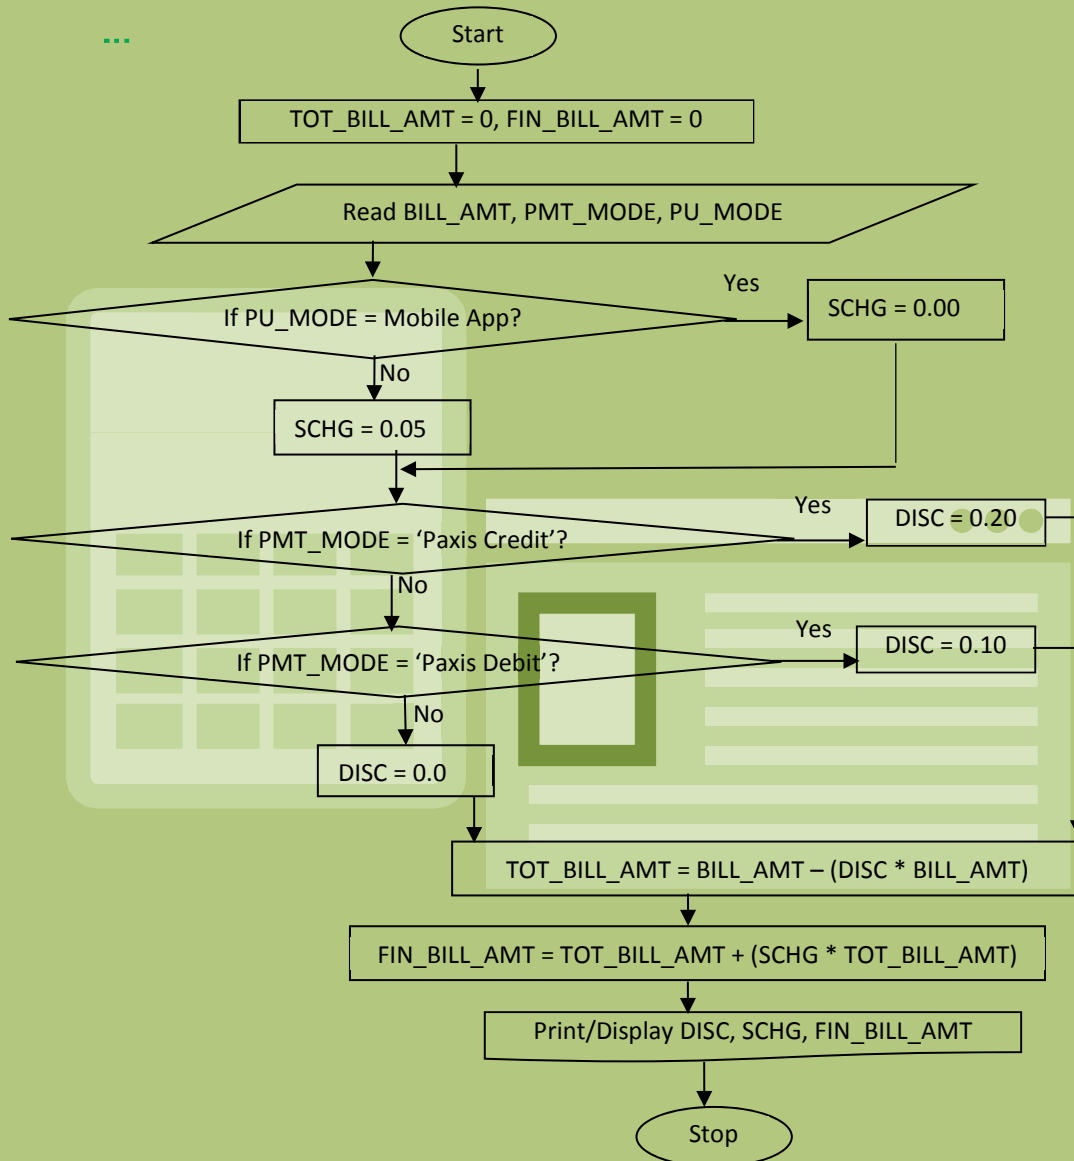 ...
Start
TOT_BILL_AMT = 0, FIN_BILL_AMT = 0
Read BILL_AMT, PMT_MODE, PU_MODE
If PU_MODE = Mobile App?
Yes
SCHG = 0.00
No
SCHG = 0.05
If PMT_MODE = ‘Paxis Credit’?
Yes
DISC = 0.20
No
If PMT_MODE = ‘Paxis Debit’?
Yes
DISC = 0.10
No
DISC = 0.0
TOT_BILL_AMT = BILL_AMT – (DISC * BILL_AMT)
FIN_BILL_AMT = TOT_BILL_AMT + (SCHG * TOT_BILL_AMT)
Print/Display DISC, SCHG, FIN_BILL_AMT
Stop